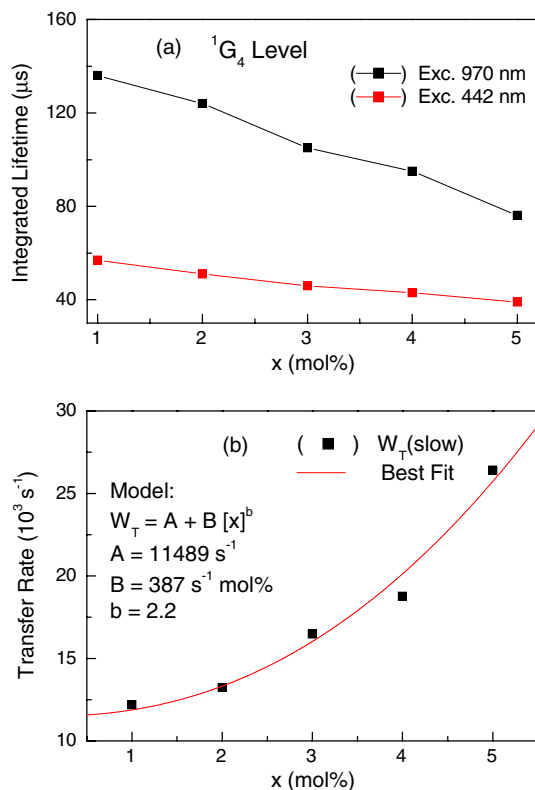 (a) ¹G₄ Level
(■) Exc. 970 nm
(■) Exc. 442 nm
Integrated Lifetime (μs)
160
120
80
40
1 2 3 4 5
x (mol%)
(b) (■) W_T(slow)
Best Fit
Model:
W_T = A + B [x]ᵇ
A = 11489 s⁻¹
B = 387 s⁻¹ mol%
b = 2.2
Transfer Rate (10³ s⁻¹)
30
25
20
15
10
1 2 3 4 5
x (mol%)